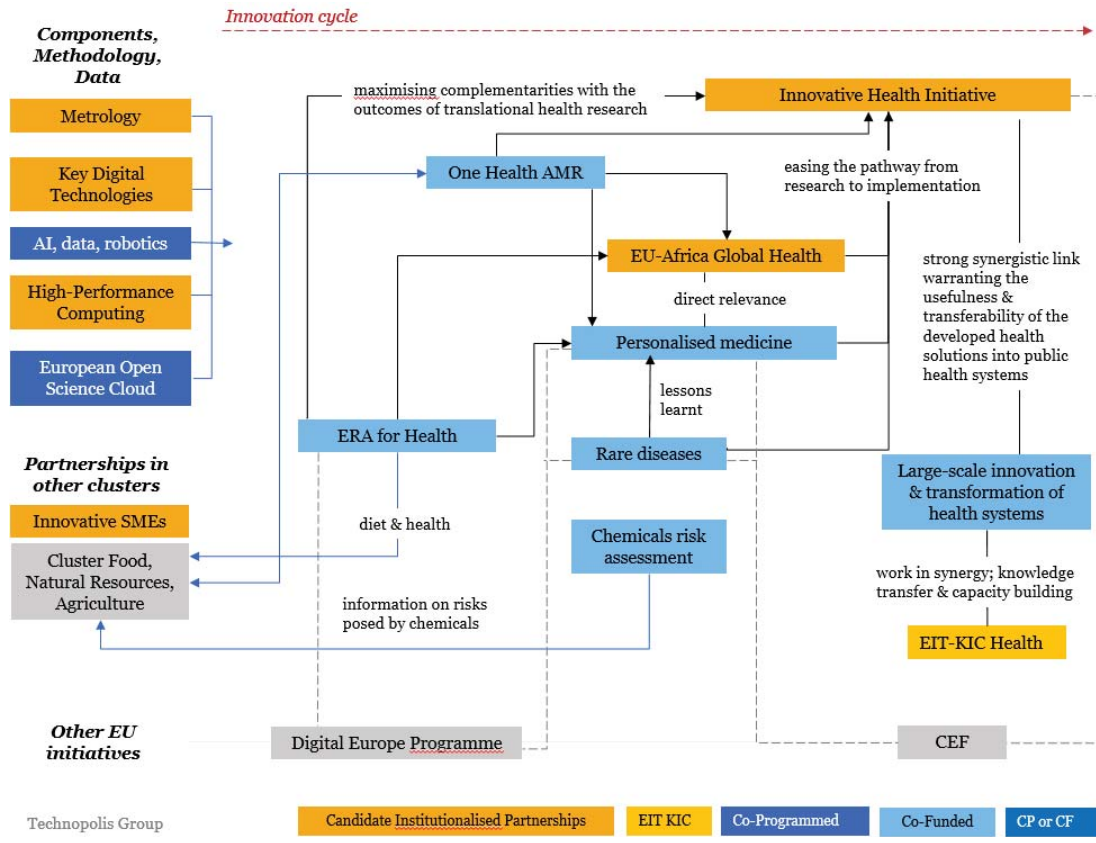 Innovation cycle
Components,
Methodology,
Data
Metrology
Key Digital
Technologies
AI, data, robotics
High-Performance
Computing
European Open
Science Cloud
maximising complementarities with the
outcomes of translational health research
Innovative Health Initiative
One Health AMR
easing the pathway from
research to implementation
EU-Africa Global Health
direct relevance
strong synergistic link
warranting the
usefulness &
transferability of the
developed health
solutions into public
health systems
Personalised medicine
lessons
learnt
ERA for Health
Rare diseases
Large-scale innovation
& transformation of
health systems
Partnerships in
other clusters
Innovative SMEs
Cluster Food,
Natural Resources,
Agriculture
diet & health
Chemicals risk
assessment
information on risks
posed by chemicals
work in synergy; knowledge
transfer & capacity building
EIT-KIC Health
Other EU
initiatives
Digital Europe Programme
CEF
Technopolis Group
Candidate Institutionalised Partnerships
EIT KIC
Co-Programmed
Co-Funded
CP or CF